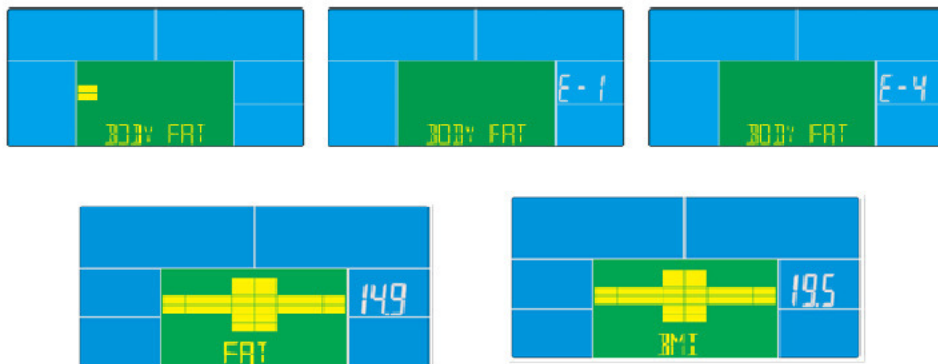 BODY FAT
E-1
BODY FAT
E-4
BODY FAT
14.9
FAT
19.5
BMI